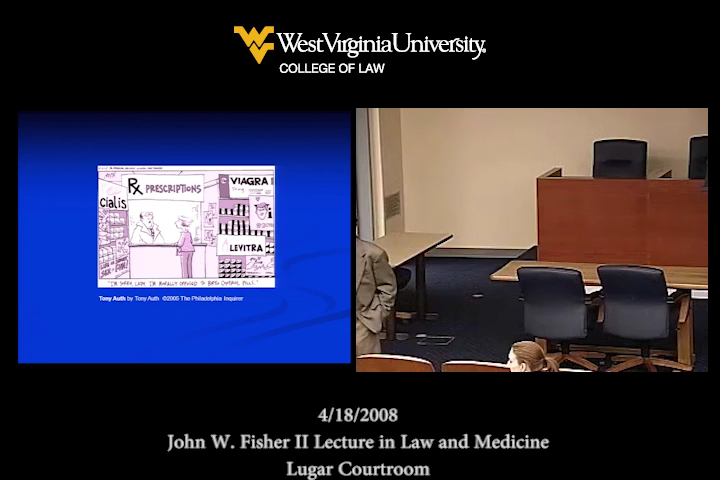 WestVirginiaUniversity.
COLLEGE OF LAW
Rx PRESCRIPTIONS
VIAGRA
cialis
LEVITRA
"I'M SORRY, LADY. I'M MORALLY OPPOSED TO BIRTH CONTROL PILLS."
Tony Auth by Tony Auth ©2005 The Philadelphia Inquirer
4/18/2008
John W. Fisher II Lecture in Law and Medicine
Lugar Courtroom